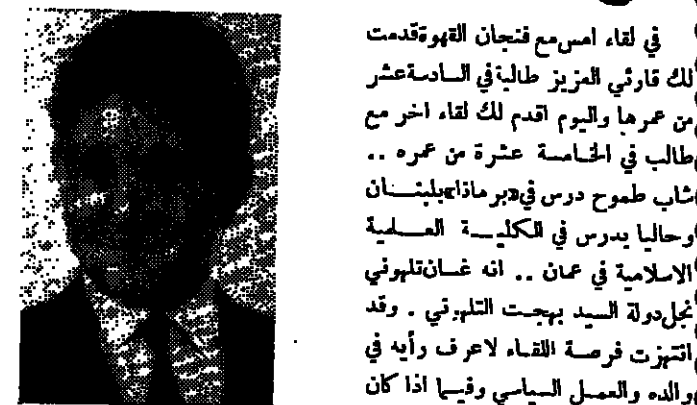 في لقاء امس مع فنجان القهوة قدمت
لك قارئي العزيز طالبة في السادسة عشر
من عمرها واليوم اقدم لك لقاء اخر مع
طالب في الخامسة عشرة من عمره ..
شاب طموح درس في «برمانا» بلبنان
وحاليا يدرس في الكلية العلمية
الاسلامية في عمان .. انه غسان تلهوني
نجل دولة السيد بهجت التلهوني . وقد
انتهزت فرصة اللقاء لاعرف رأيه في
والده والعمل السياسي وفيما اذا كان